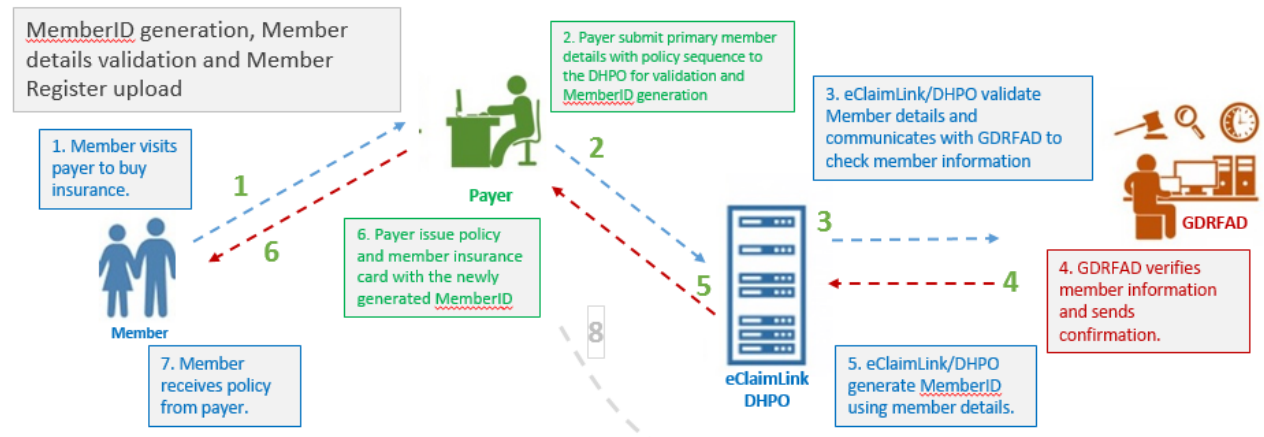 MemberID generation, Member
details validation and Member
Register upload
2. Payer submit primary member
details with policy sequence to
the DHPO for validation and
MemberID generation
3. eClaimLink/DHPO validate
Member details and
communicates with GDRFAD to
check member information
1. Member visits
payer to buy
insurance.
1
2
Payer
6
6. Payer issue policy
and member insurance
card with the newly
generated MemberID
3
GDRFAD
5
4
4. GDRFAD verifies
member information
and sends
confirmation.
Member
8
7. Member
receives policy
from payer.
eClaimLink
DHPO
5. eClaimLink/DHPO
generate MemberID
using member details.